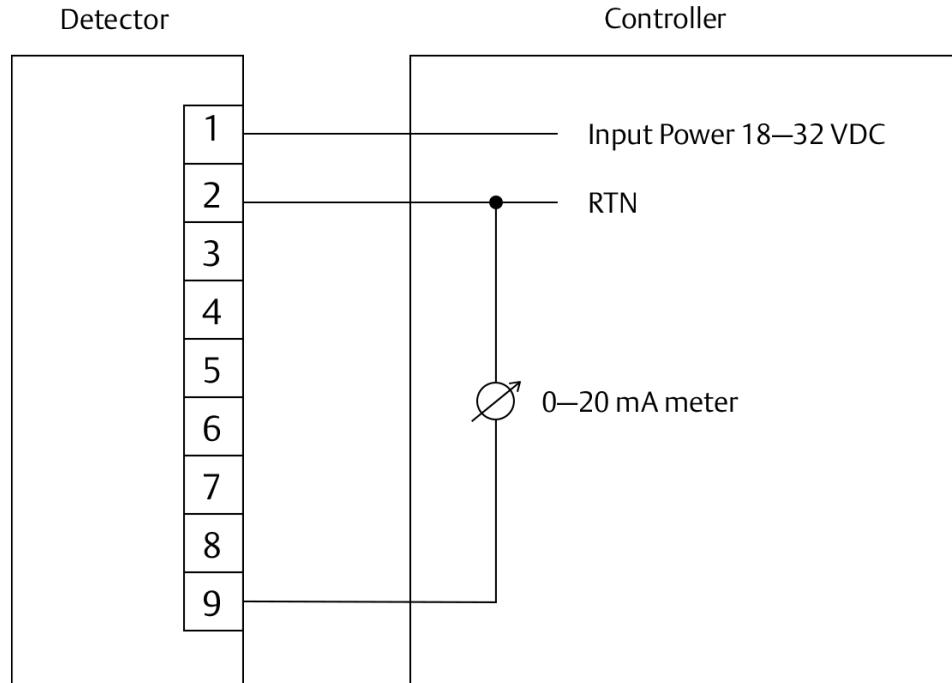 Detector
Controller
1
Input Power 18—32 VDC
2
RTN
3
4
5
0—20 mA meter
6
7
8
9